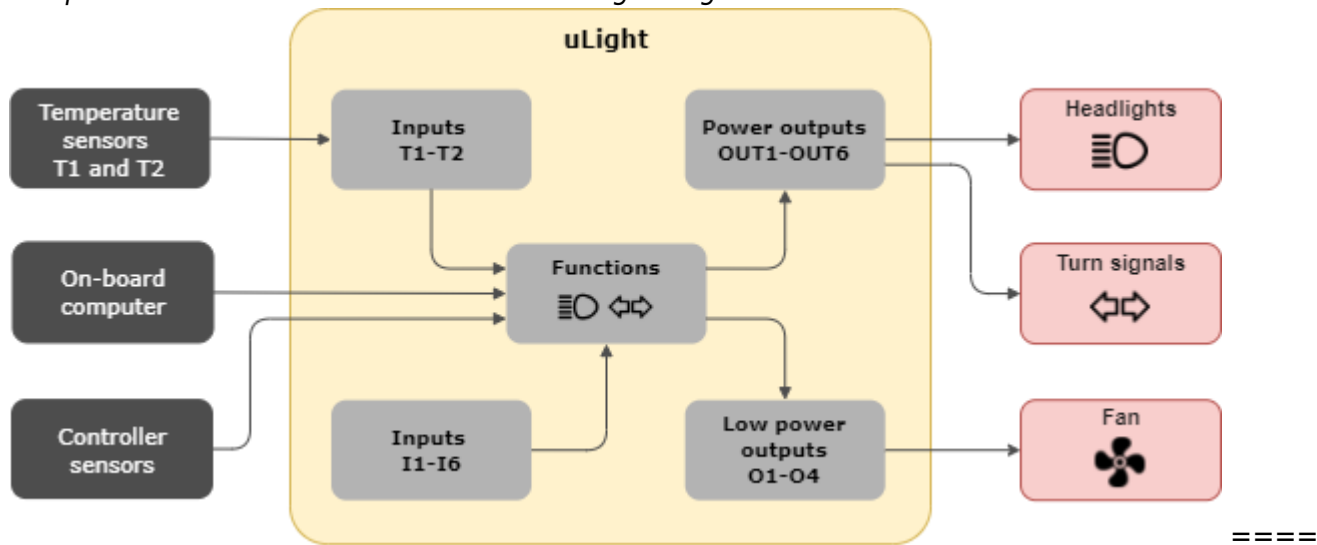 uLight
Temperature
sensors
T1 and T2
Inputs
T1-T2
Power outputs
OUT1-OUT6
Headlights
On-board
computer
Functions
Turn signals
Controller
sensors
Inputs
I1-I6
Low power
outputs
O1-O4
Fan
====